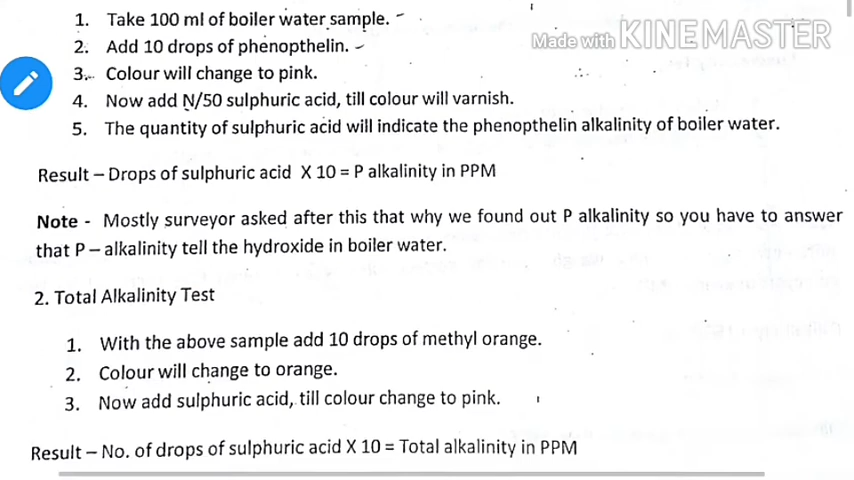 1. Take 100 ml of boiler water sample.
Made with KINEMASTER
2. Add 10 drops of phenopthelin.
3. Colour will change to pink.
4. Now add N/50 sulphuric acid, till colour will varnish.
5. The quantity of sulphuric acid will indicate the phenopthelin alkalinity of boiler water.
Result – Drops of sulphuric acid X 10 = P alkalinity in PPM
Note - Mostly surveyor asked after this that why we found out P alkalinity so you have to answer
that P – alkalinity tell the hydroxide in boiler water.
2. Total Alkalinity Test
1. With the above sample add 10 drops of methyl orange.
2. Colour will change to orange.
3. Now add sulphuric acid, till colour change to pink.
Result – No. of drops of sulphuric acid X 10 = Total alkalinity in PPM